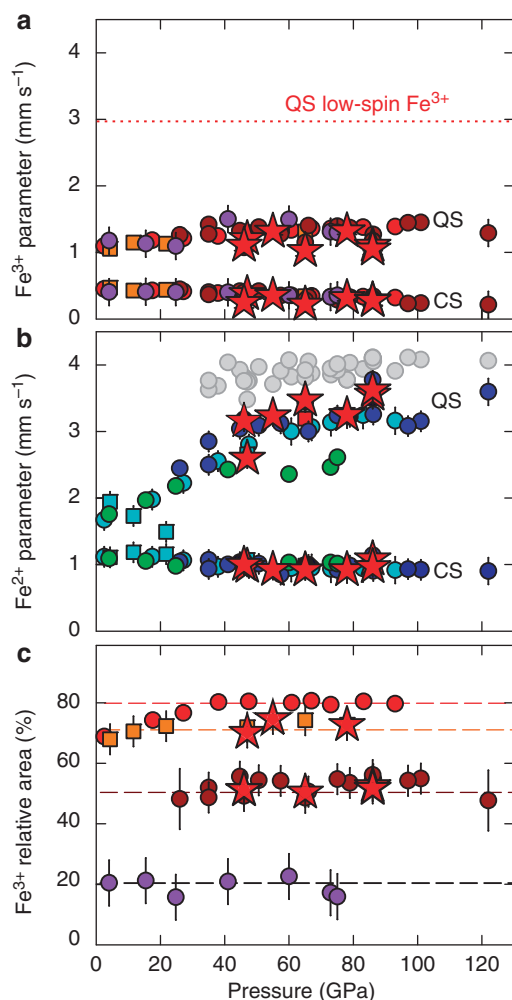 a
4
3
2
1
0
QS low-spin Fe³⁺
QS
CS
Fe³⁺ parameter (mm s⁻¹)
b
4
3
2
1
0
QS
CS
Fe²⁺ parameter (mm s⁻¹)
c
80
60
40
20
0
Fe³⁺ relative area (%)
0 20 40 60 80 100 120
Pressure (GPa)